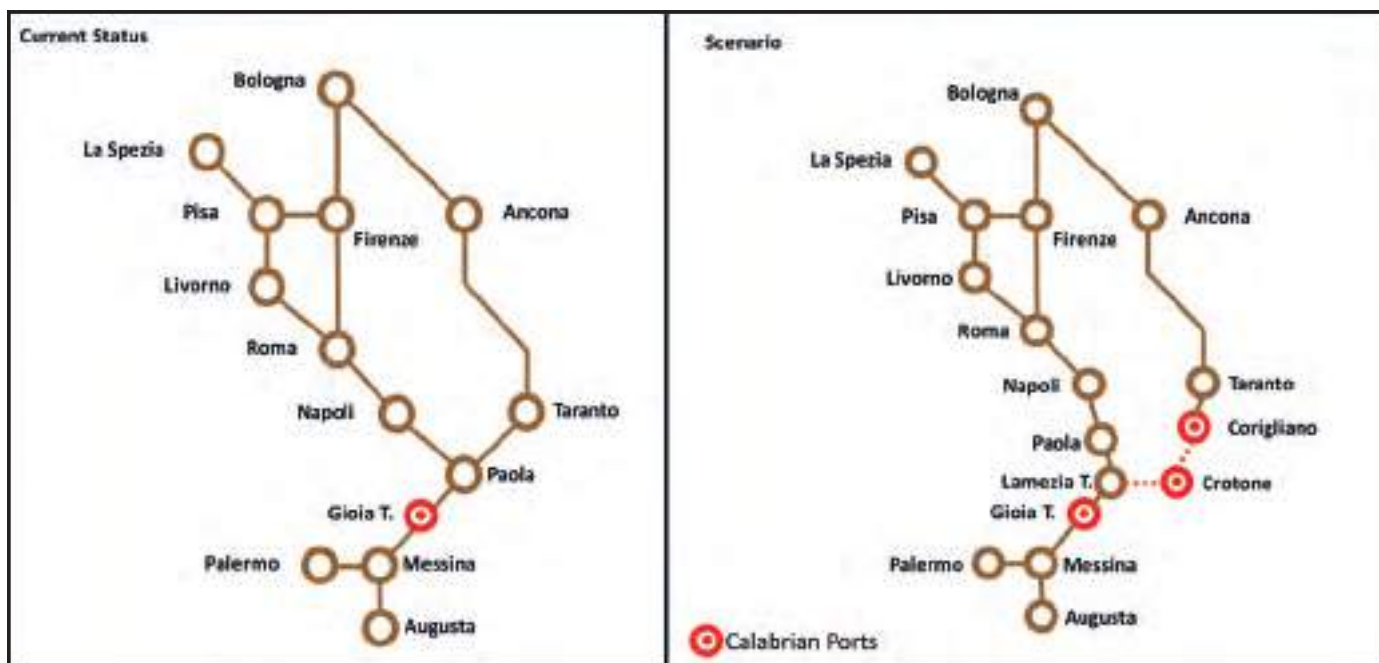 Current Status
Bologna
La Spezia
Pisa
Firenze
Ancona
Livorno
Roma
Napoli
Taranto
Paola
Gioia T.
Palermo
Messina
Augusta
Scenario
Bologna
La Spezia
Pisa
Firenze
Ancona
Livorno
Roma
Napoli
Taranto
Corigliano
Paola
Lamezia T.
Crotone
Gioia T.
Palermo
Messina
Augusta
Calabrian Ports